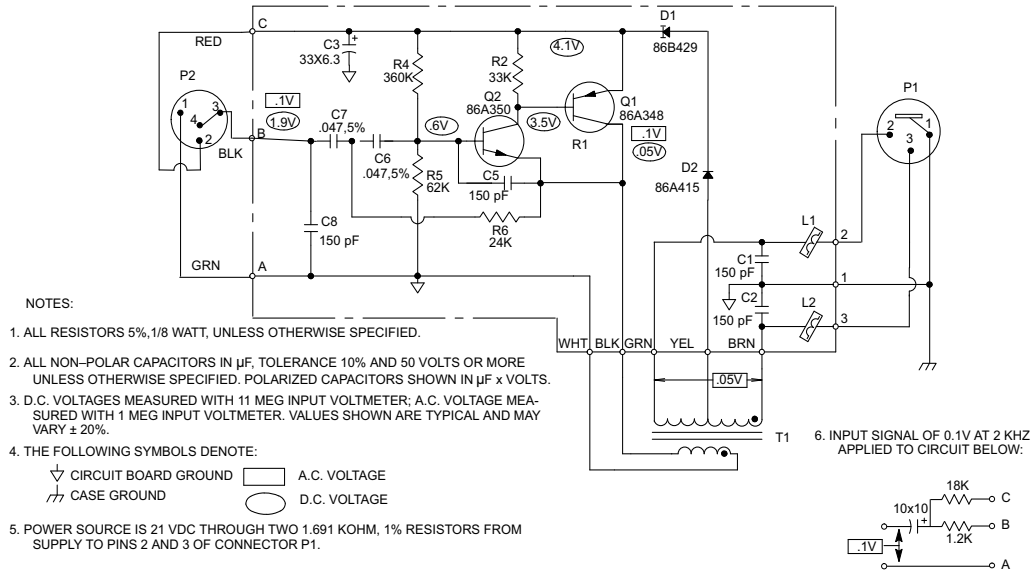 C
RED
C3
33X6.3
+
R4
360K
R2
33K
4.1V
D1
86B429
P2
1
3
4
2
.1V
1.9V
B
BLK
C7
.047,5%
C6
.047,5%
.6V
Q2
86A350
3.5V
Q1
86A348
R1
.1V
.05V
P1
2
1
3
R5
62K
C5
150 pF
D2
86A415
C8
150 pF
R6
24K
L1
2
C1
150 pF
1
C2
150 pF
L2
3
GRN
A
WHT
BLK
GRN
YEL
BRN
.05V
T1
NOTES:
1. ALL RESISTORS 5%,1/8 WATT, UNLESS OTHERWISE SPECIFIED.
2. ALL NON–POLAR CAPACITORS IN µF, TOLERANCE 10% AND 50 VOLTS OR MORE
UNLESS OTHERWISE SPECIFIED. POLARIZED CAPACITORS SHOWN IN µF x VOLTS.
3. D.C. VOLTAGES MEASURED WITH 11 MEG INPUT VOLTMETER; A.C. VOLTAGE MEA-
SURED WITH 1 MEG INPUT VOLTMETER. VALUES SHOWN ARE TYPICAL AND MAY
VARY ± 20%.
4. THE FOLLOWING SYMBOLS DENOTE:
CIRCUIT BOARD GROUND
A.C. VOLTAGE
CASE GROUND
D.C. VOLTAGE
5. POWER SOURCE IS 21 VDC THROUGH TWO 1.691 KOHM, 1% RESISTORS FROM
SUPPLY TO PINS 2 AND 3 OF CONNECTOR P1.
6. INPUT SIGNAL OF 0.1V AT 2 KHZ
APPLIED TO CIRCUIT BELOW:
18K
C
10x10
+
B
1.2K
.1V
A